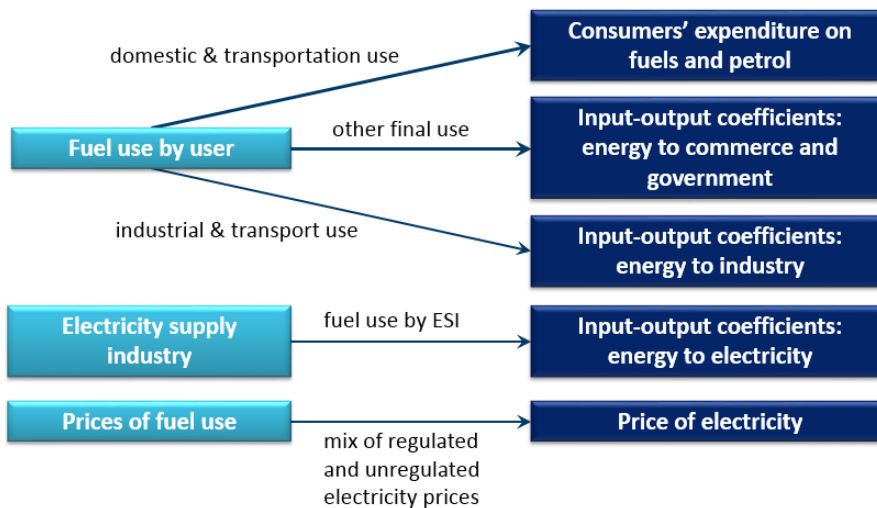 domestic & transportation use
Consumers’ expenditure on
fuels and petrol
Fuel use by user
other final use
Input-output coefficients:
energy to commerce and
government
industrial & transport use
Input-output coefficients:
energy to industry
Electricity supply
industry
fuel use by ESI
Input-output coefficients:
energy to electricity
Prices of fuel use
mix of regulated
and unregulated
electricity prices
Price of electricity